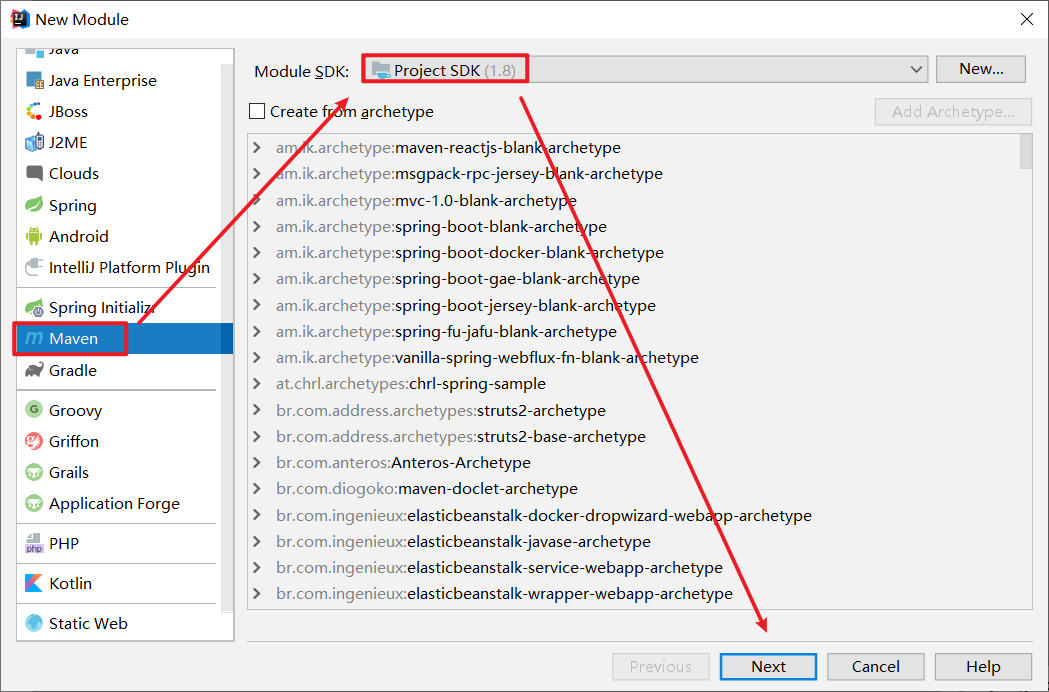 New Module
Java
Java Enterprise
JBoss
J2ME
Clouds
Spring
Android
IntelliJ Platform Plugin
Spring Initializr
m Maven
Gradle
G Groovy
Griffon
Grails
Application Forge
php PHP
Kotlin
Static Web
Module SDK: Project SDK (1.8) New...
Create from archetype Add Archetype...
am.ik.archetype:maven-reactjs-blank-archetype
am.ik.archetype:msgpack-rpc-jersey-blank-archetype
am.ik.archetype:mvc-1.0-blank-archetype
am.ik.archetype:spring-boot-blank-archetype
am.ik.archetype:spring-boot-docker-blank-archetype
am.ik.archetype:spring-boot-gae-blank-archetype
am.ik.archetype:spring-boot-jersey-blank-archetype
am.ik.archetype:spring-fu-jafu-blank-archetype
am.ik.archetype:vanilla-spring-webflux-fn-blank-archetype
at.chrl.archetypes:chrl-spring-sample
br.com.address.archetypes:struts2-archetype
br.com.address.archetypes:struts2-base-archetype
br.com.anteros:Anteros-Archetype
br.com.diogoko:maven-doclet-archetype
br.com.ingenieux:elasticbeanstalk-docker-dropwizard-webapp-archetype
br.com.ingenieux:elasticbeanstalk-javase-archetype
br.com.ingenieux:elasticbeanstalk-service-webapp-archetype
br.com.ingenieux:elasticbeanstalk-wrapper-webapp-archetype
Previous Next Cancel Help